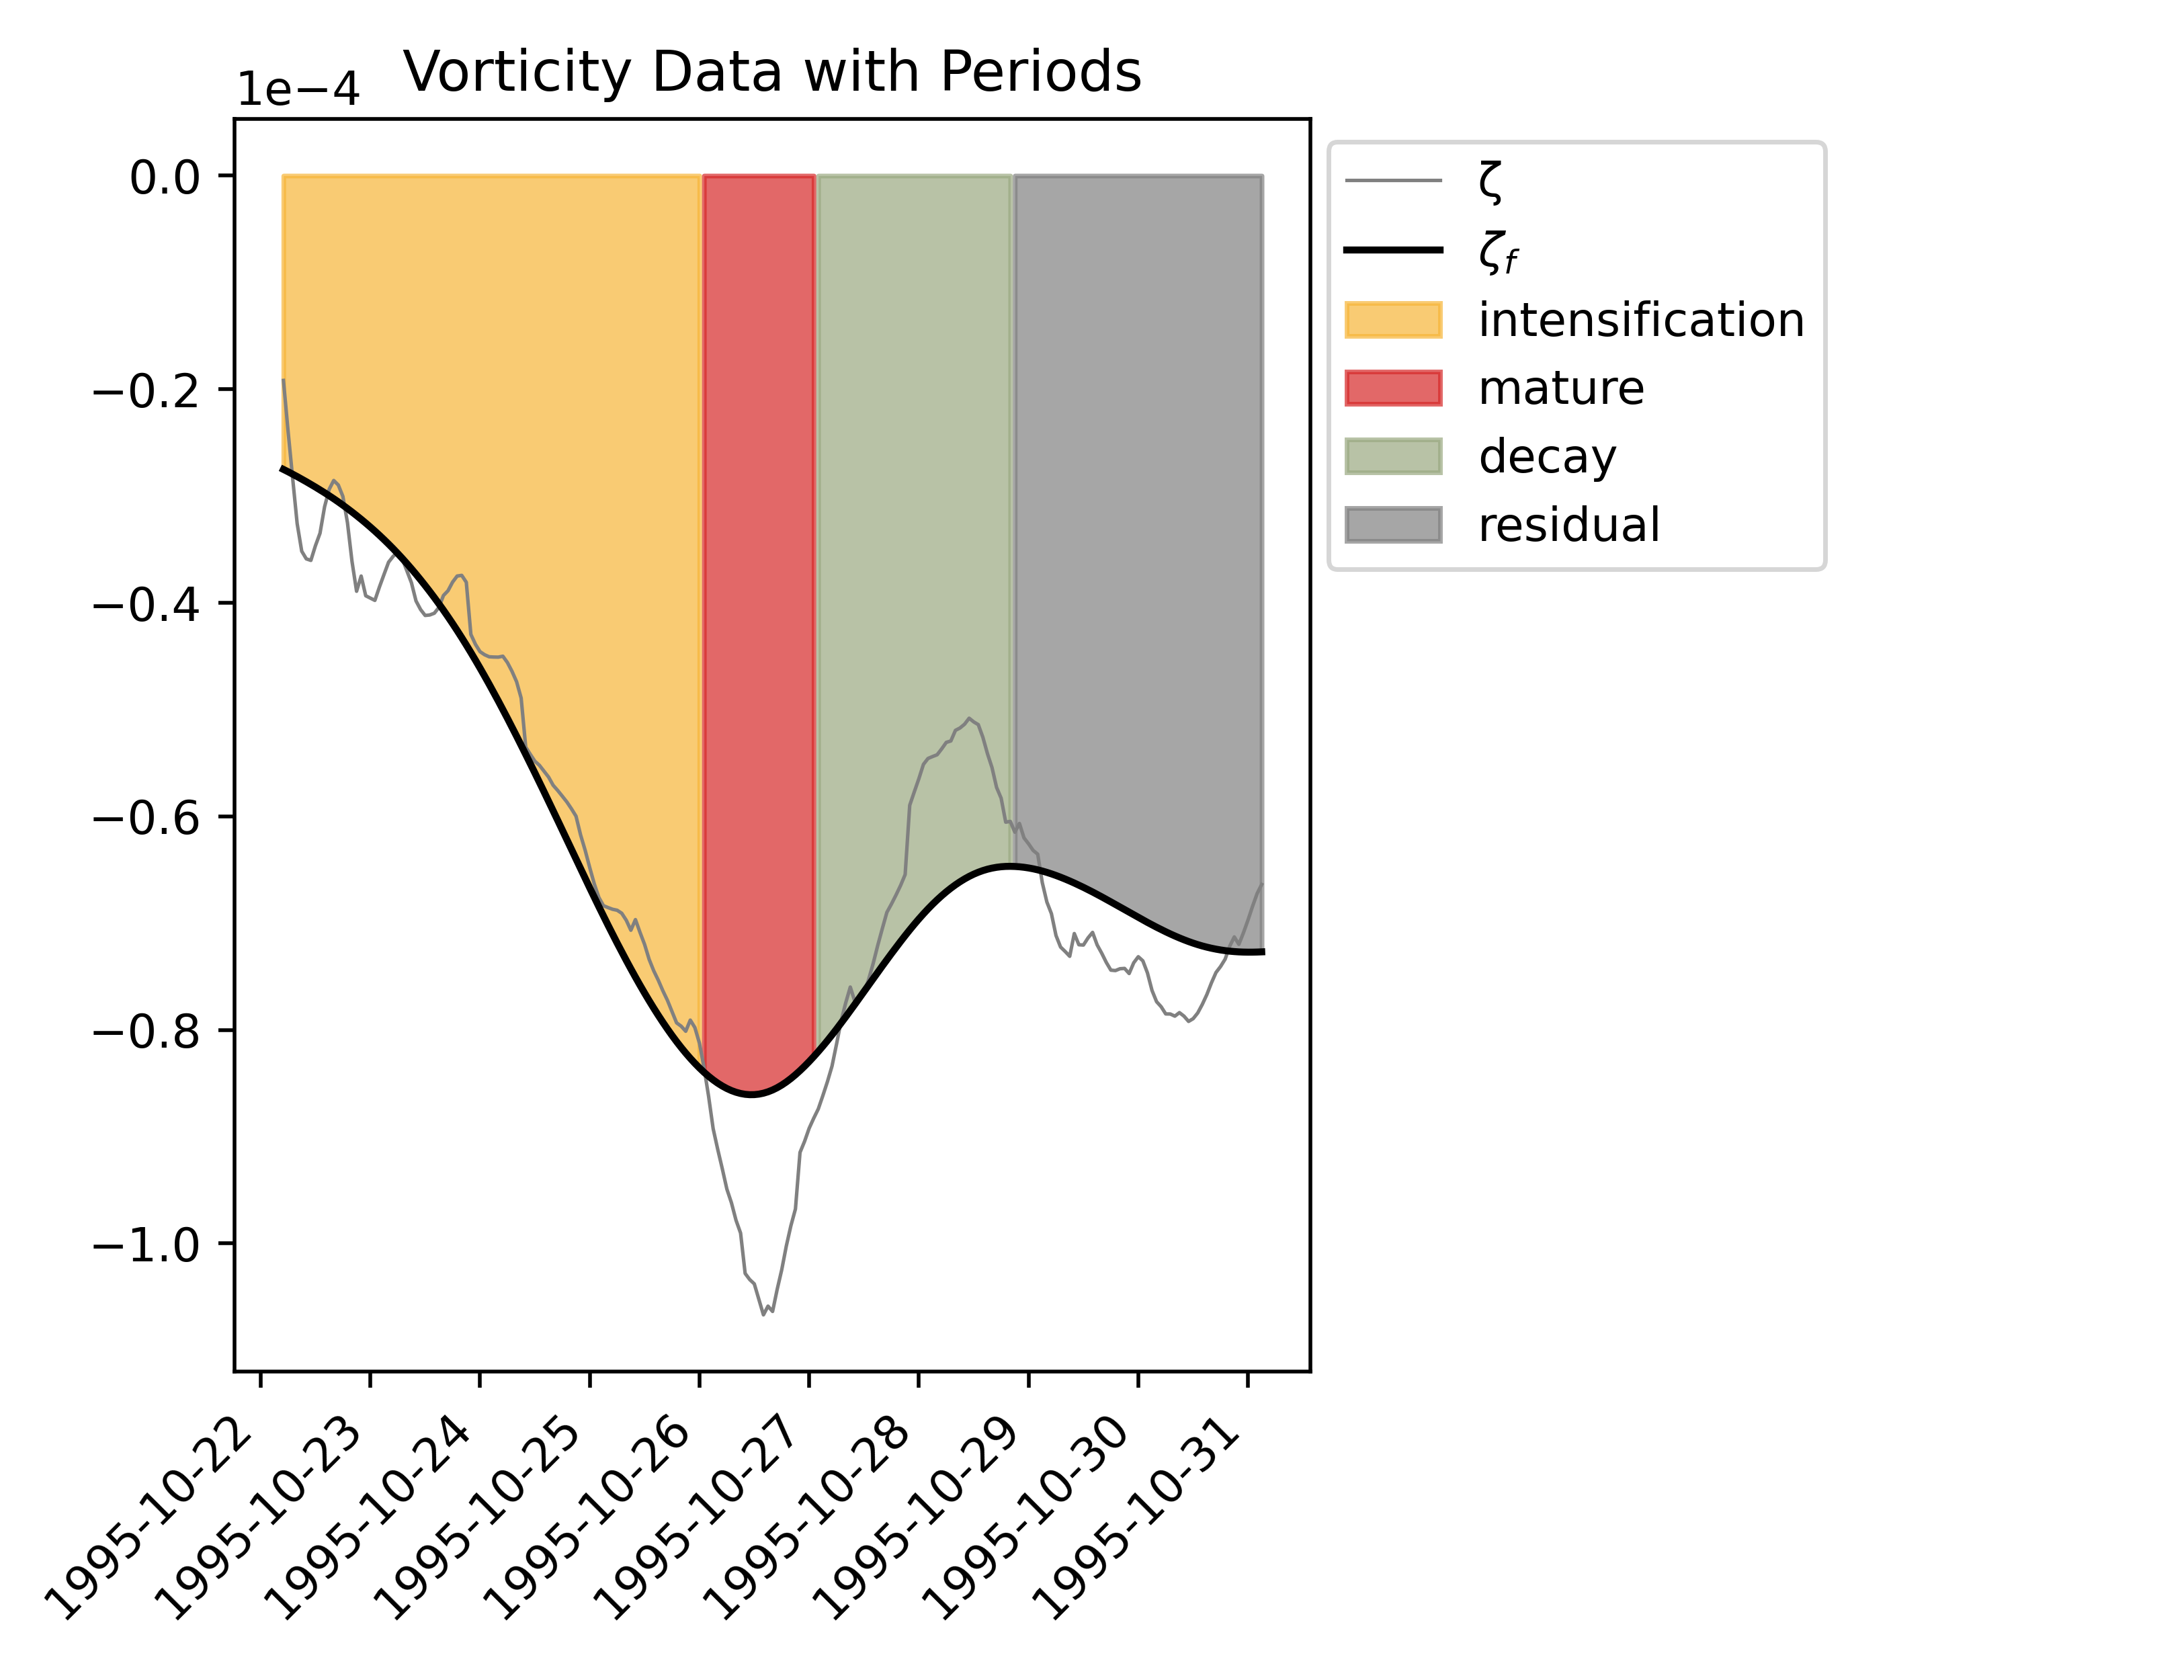 Vorticity Data with Periods
1e−4
0.0
−0.2
−0.4
−0.6
−0.8
−1.0
1995-10-22
1995-10-23
1995-10-24
1995-10-25
1995-10-26
1995-10-27
1995-10-28
1995-10-29
1995-10-30
1995-10-31
ζ
ζf
intensification
mature
decay
residual